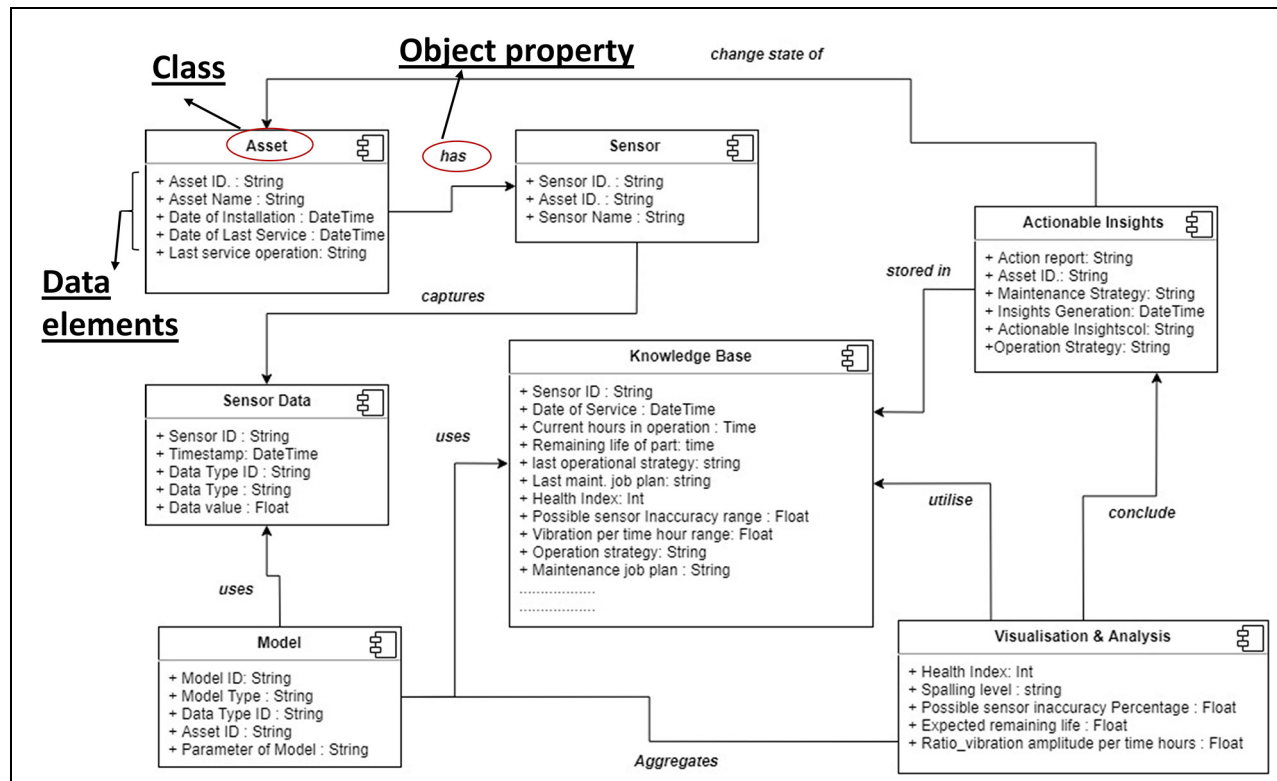 Class
Object property
change state of
Asset
+ Asset ID. : String
+ Asset Name : String
+ Date of Installation : DateTime
+ Date of Last Service : DateTime
+ Last service operation: String
has
Sensor
+ Sensor ID. : String
+ Asset ID. : String
+ Sensor Name : String
Data
elements
captures
Actionable Insights
+ Action report: String
+ Asset ID.: String
+ Maintenance Strategy: String
+ Insights Generation: DateTime
+ Actionable Insightscol: String
+Operation Strategy: String
stored in
Sensor Data
+ Sensor ID : String
+ Timestamp: DateTime
+ Data Type ID : String
+ Data Type : String
+ Data value : Float
Knowledge Base
+ Sensor ID : String
+ Date of Service : DateTime
+ Current hours in operation : Time
+ Remaining life of part: time
+ last operational strategy: string
+ Last maint. job plan: string
+ Health Index: Int
+ Possible sensor Inaccuracy range : Float
+ Vibration per time hour range: Float
+ Operation strategy: String
+ Maintenance job plan : String
..................
..................
uses
utilise
conclude
uses
Model
+ Model ID: String
+ Model Type : String
+ Data Type ID : String
+ Asset ID : String
+ Parameter of Model : String
Visualisation & Analysis
+ Health Index: Int
+ Spalling level : string
+ Possible sensor inaccuracy Percentage : Float
+ Expected remaining life : Float
+ Ratio_vibration amplitude per time hours : Float
Aggregates